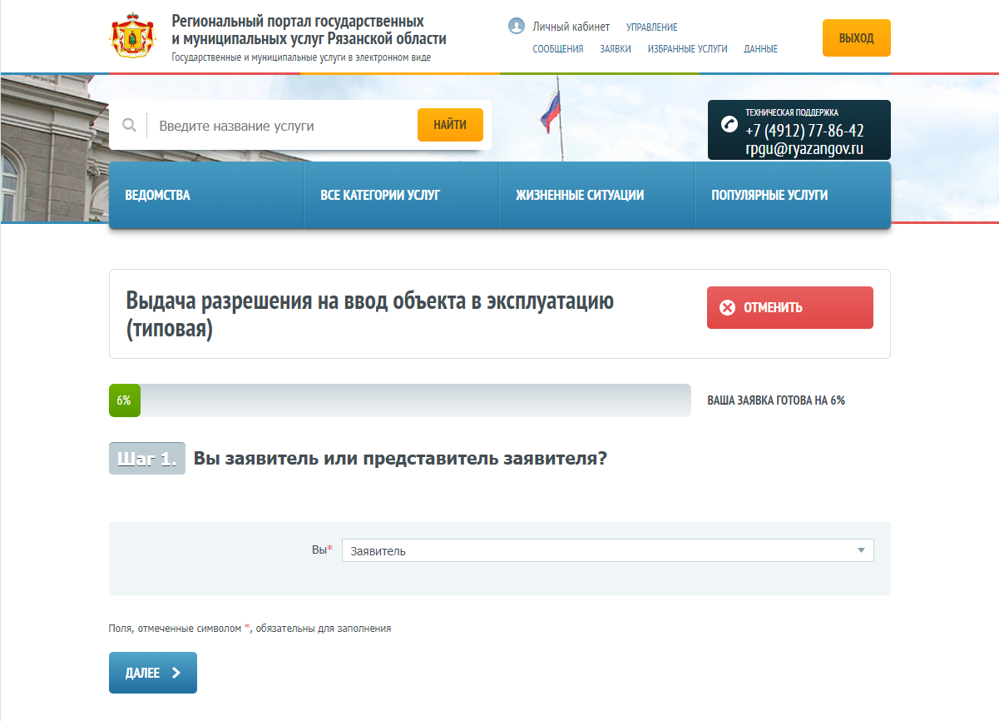 Региональный портал государственных
и муниципальных услуг Рязанской области
Государственные и муниципальные услуги в электронном виде
Личный кабинет УПРАВЛЕНИЕ
СООБЩЕНИЯ ЗАЯВКИ ИЗБРАННЫЕ УСЛУГИ ДАННЫЕ
ВЫХОД
Введите название услуги
НАЙТИ
ТЕХНИЧЕСКАЯ ПОДДЕРЖКА
+7 (4912) 77-86-42
rpgu@ryazangov.ru
ВЕДОМСТВА ВСЕ КАТЕГОРИИ УСЛУГ ЖИЗНЕННЫЕ СИТУАЦИИ ПОПУЛЯРНЫЕ УСЛУГИ
Выдача разрешения на ввод объекта в эксплуатацию
(типовая)
ОТМЕНИТЬ
6% ВАША ЗАЯВКА ГОТОВА НА 6%
Шаг 1. Вы заявитель или представитель заявителя?
Вы* Заявитель
Поля, отмеченные символом *, обязательны для заполнения
ДАЛЕЕ